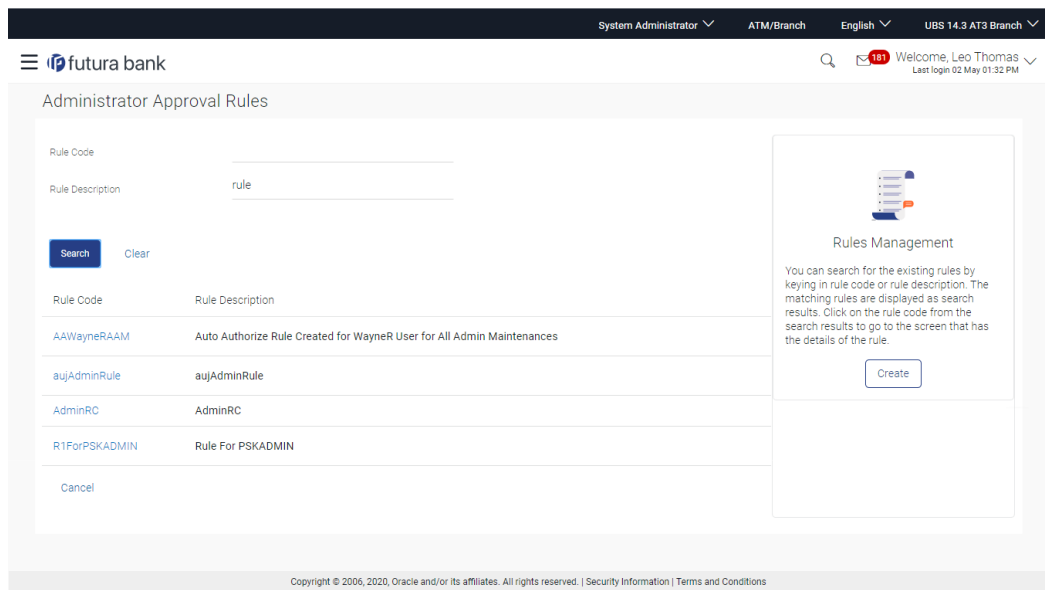 System Administrator ATM/Branch English UBS 14.3 AT3 Branch
futura bank
181 Welcome, Leo Thomas
Last login 02 May 01:32 PM
Administrator Approval Rules
Rule Code
Rule Description rule
Search Clear
Rule Code Rule Description
AAWayneRAAM Auto Authorize Rule Created for WayneR User for All Admin Maintenances
aujAdminRule aujAdminRule
AdminRC AdminRC
R1ForPSKADMIN Rule For PSKADMIN
Cancel
Rules Management
You can search for the existing rules by
keying in rule code or rule description. The
matching rules are displayed as search
results. Click on the rule code from the
search results to go to the screen that has
the details of the rule.
Create
Copyright © 2006, 2020, Oracle and/or its affiliates. All rights reserved. | Security Information | Terms and Conditions